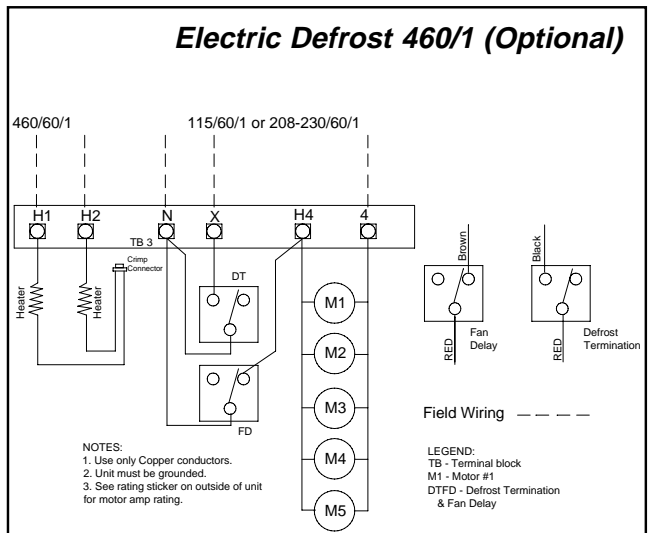 Electric Defrost 460/1 (Optional)
460/60/1
115/60/1 or 208-230/60/1
H1
H2
N
X
H4
4
TB 3
Crimp
Connector
Heater
Heater
DT
FD
M1
M2
M3
M4
M5
Brown
RED
Fan
Delay
Black
RED
Defrost
Termination
Field Wiring
NOTES:
1. Use only Copper conductors.
2. Unit must be grounded.
3. See rating sticker on outside of unit
for motor amp rating.
LEGEND:
TB - Terminal block
M1 - Motor #1
DTFD - Defrost Termination
& Fan Delay